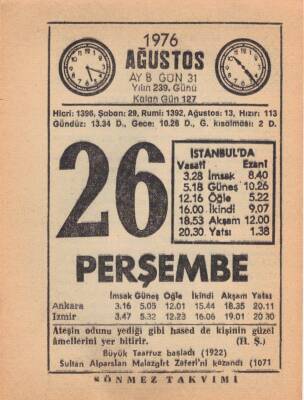 1976
AĞUSTOS
AY 8 GÜN 31
Yılın 239. Günü
Kalan Gün 127
Hicri: 1396, Şaban: 29, Rumi: 1392, Ağustos: 13, Hızır: 113
Gündüz: 13.34 D., Gece: 10.26 D., G. kısalması: 2 D.
26
İSTANBUL'DA
Vasatî Ezanî
3.28 İmsak 8.40
5.18 Güneş 10.26
12.16 Öğle 5.22
16.00 İkindi 9.07
18.53 Akşam 12.00
20.30 Yatsı 1.38
PERŞEMBE
İmsak Güneş Öğle İkindi Akşam Yatsı
Ankara 3.16 5.05 12.01 15.44 18.35 20.11
İzmir 3.47 5.32 12.23 16.06 19.01 20.30
Ateşin odunu yediği gibi hased de kişinin güzel
âmellerini yer bitirir. (H. Ş.)
Büyük Taarruz başladı (1922)
Sultan Alparslan Malazgirt Zaferi'ni kazandı (1071
SÖNMEZ TAKVİMİ